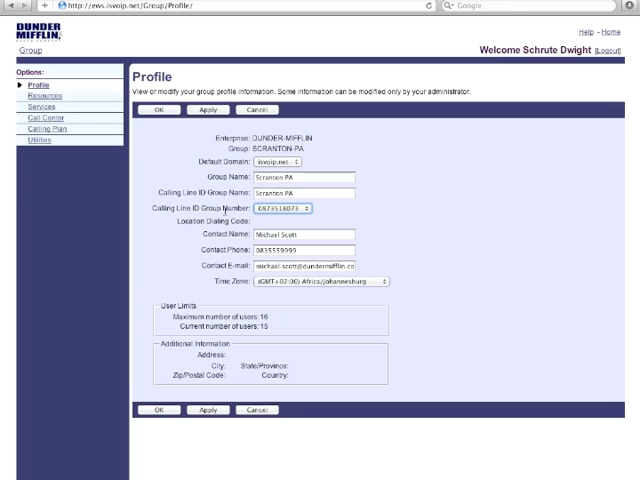 http://ews.isvoip.net/Group/Profile/
Google
DUNDER
MIFFLIN
Help - Home
Group
Welcome Schrute Dwight [Logout]
Options:
Profile
Resources
Services
Call Center
Calling Plan
Utilities
Profile
View or modify your group profile information. Some information can be modified only by your administrator.
OK Apply Cancel
Enterprise: DUNDER-MIFFLIN
Group: SCRANTON-PA
Default Domain: isvoip.net
Group Name: Scranton PA
Calling Line ID Group Name: Scranton PA
Calling Line ID Group Number: 0873518073
Location Dialing Code:
Contact Name: Michael Scott
Contact Phone: 0835559999
Contact E-mail: michael.scott@dundermifflin.co
Time Zone: (GMT+02:00) Africa/Johannesburg
User Limits
Maximum number of users: 16
Current number of users: 15
Additional Information
Address:
City: State/Province:
Zip/Postal Code: Country:
OK Apply Cancel